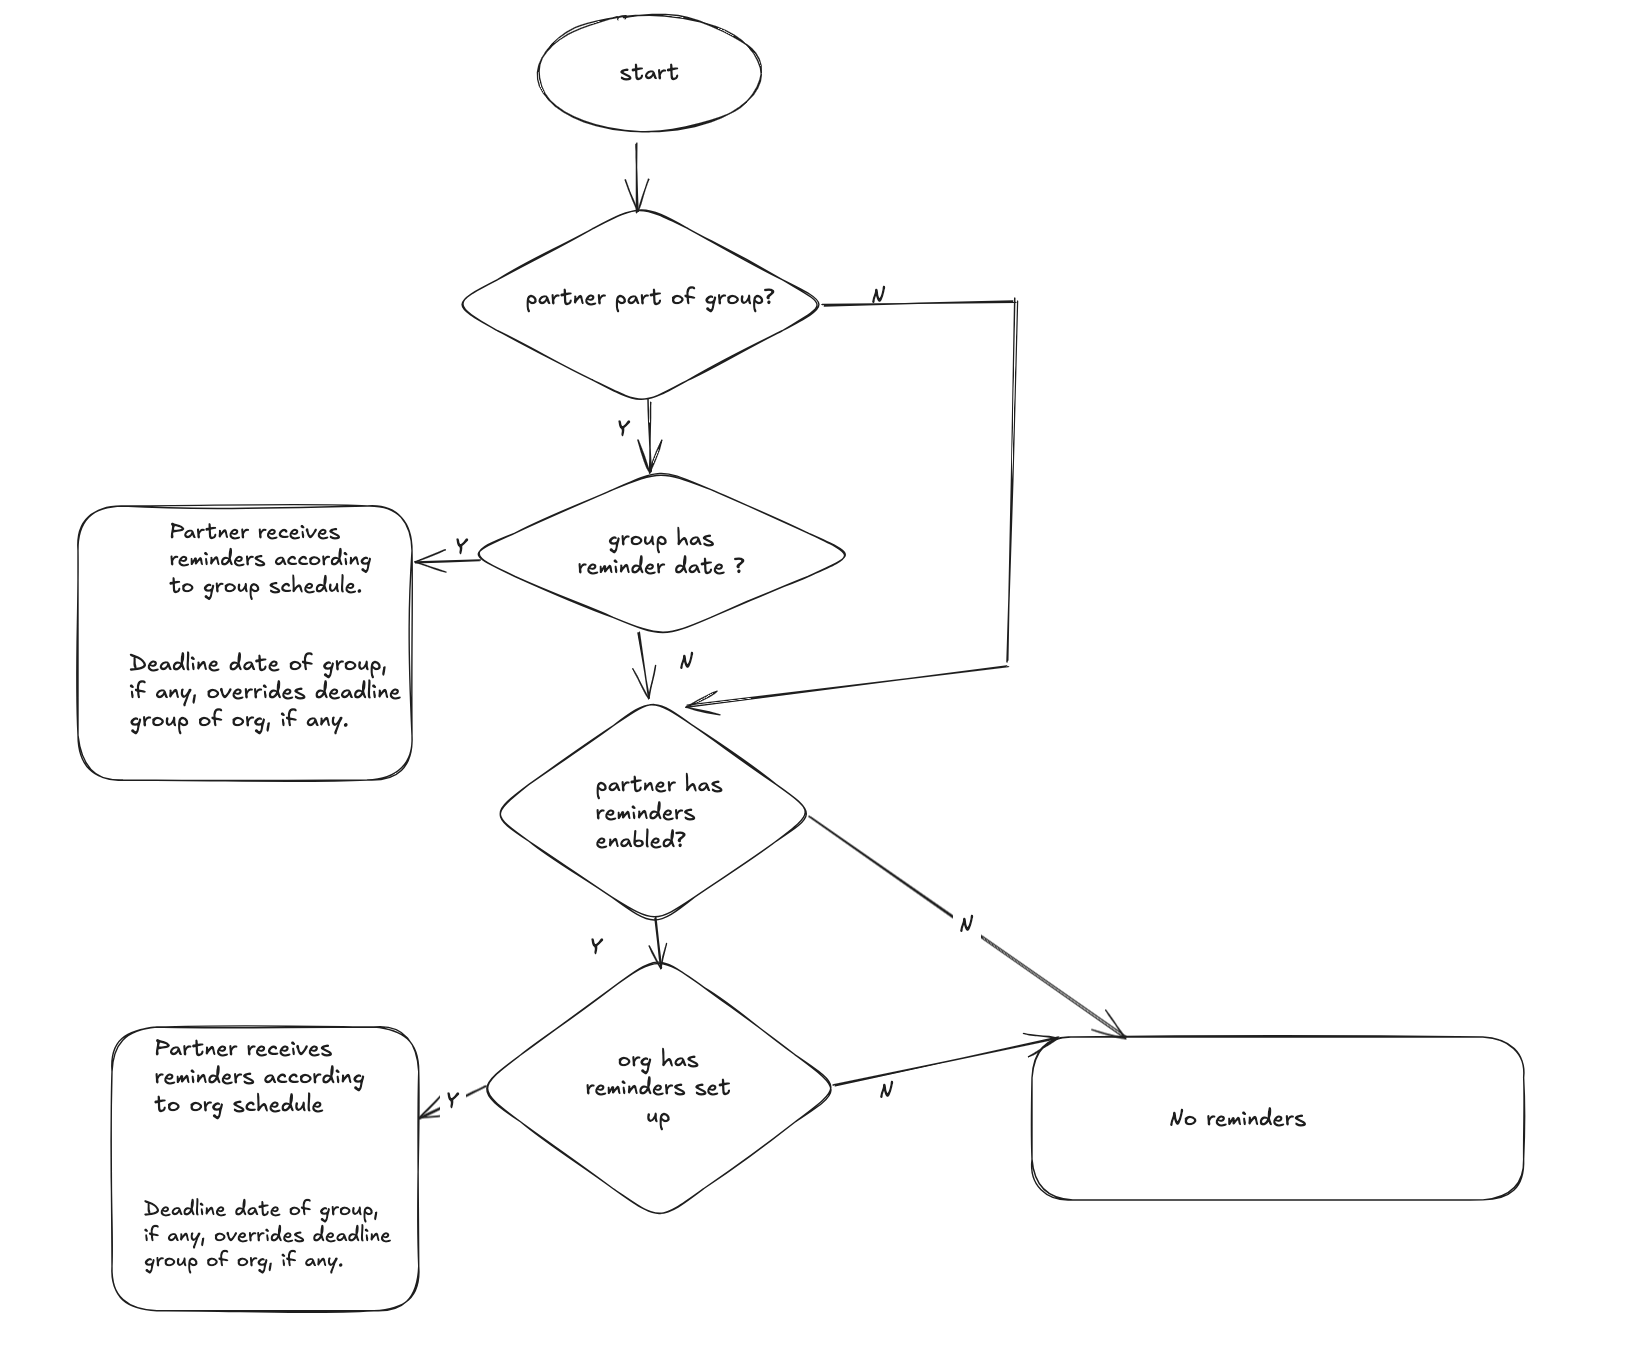 start
partner part of group?
N
Y
group has
reminder date ?
Y
Partner receives
reminders according
to group schedule.
Deadline date of group,
if any, overrides deadline
group of org, if any.
N
partner has
reminders
enabled?
N
Y
org has
reminders set
up
Y
N
Partner receives
reminders according
to org schedule
Deadline date of group,
if any, overrides deadline
group of org, if any.
No reminders